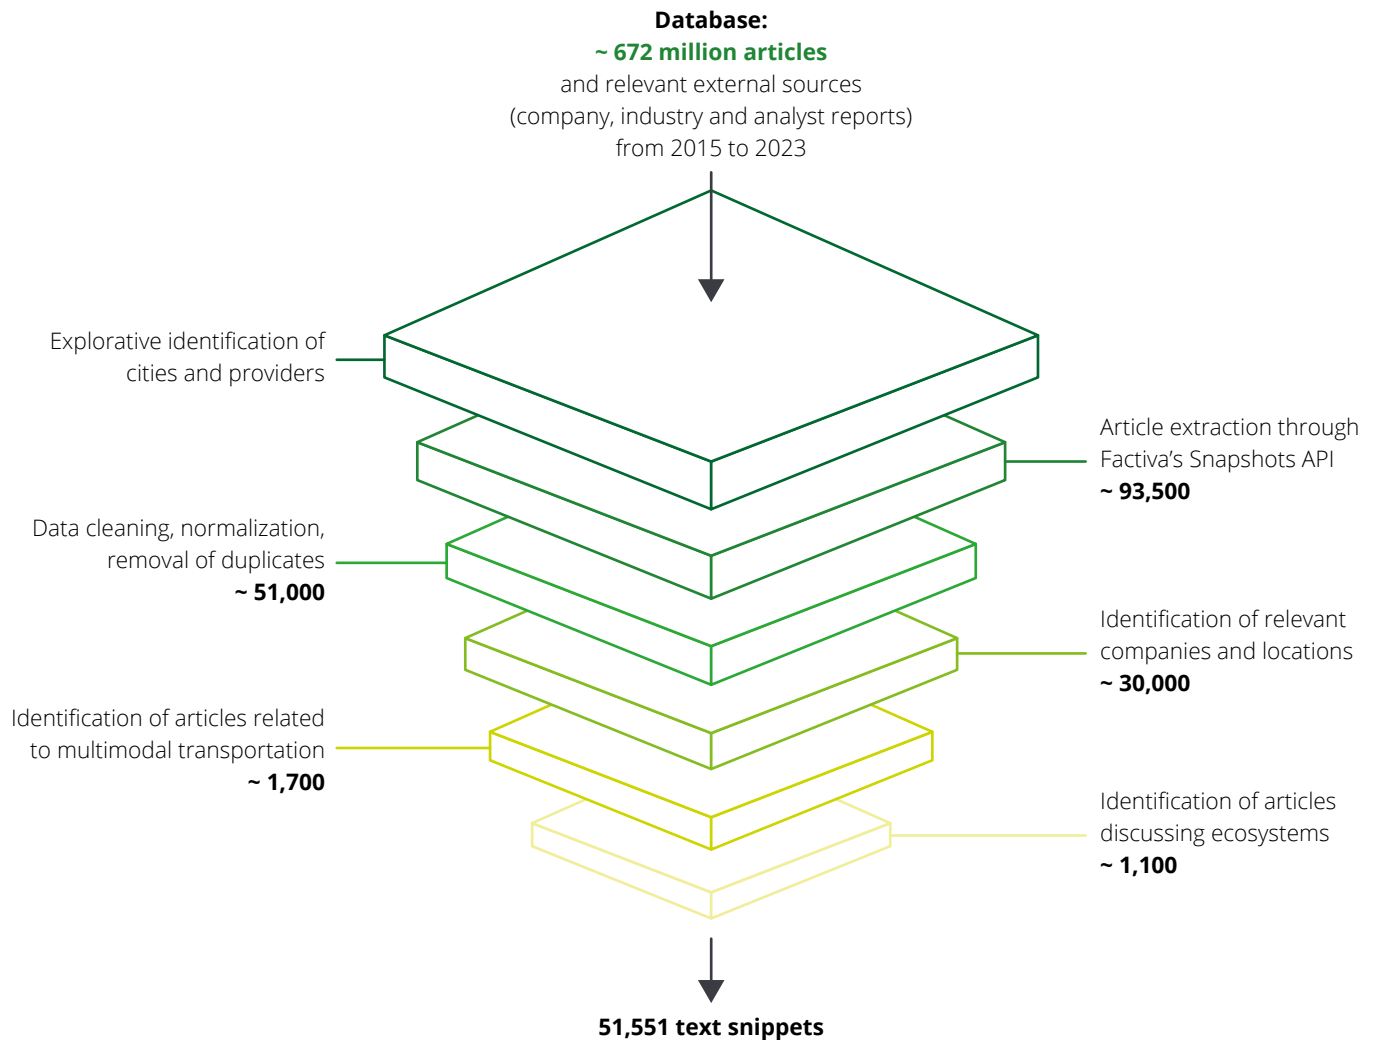 Database:
~ 672 million articles
and relevant external sources
(company, industry and analyst reports)
from 2015 to 2023
Explorative identification of
cities and providers
Article extraction through
Factiva’s Snapshots API
~ 93,500
Data cleaning, normalization,
removal of duplicates
~ 51,000
Identification of relevant
companies and locations
~ 30,000
Identification of articles related
to multimodal transportation
~ 1,700
Identification of articles
discussing ecosystems
~ 1,100
51,551 text snippets